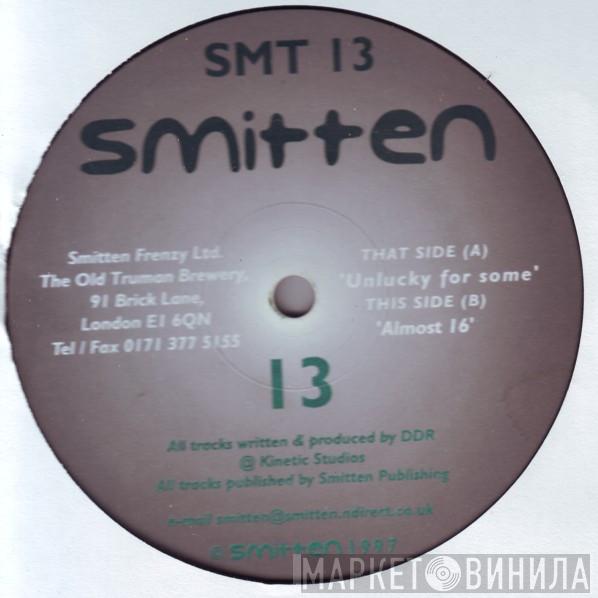 SMT 13
smitten
Smitten Frenzy Ltd.
The Old Truman Brewery,
91 Brick Lane,
London E1 6QN
Tel / Fax 0171 377 5155
THAT SIDE (A)
'Unlucky for some'
THIS SIDE (B)
'Almost 16'
13
All tracks written & produced by DDR
@ Kinetic Studios
All tracks published by Smitten Publishing
e-mail smitten@smitten.ndirect.co.uk
© smitten 1997
МАРКЕТ ВИНИЛА